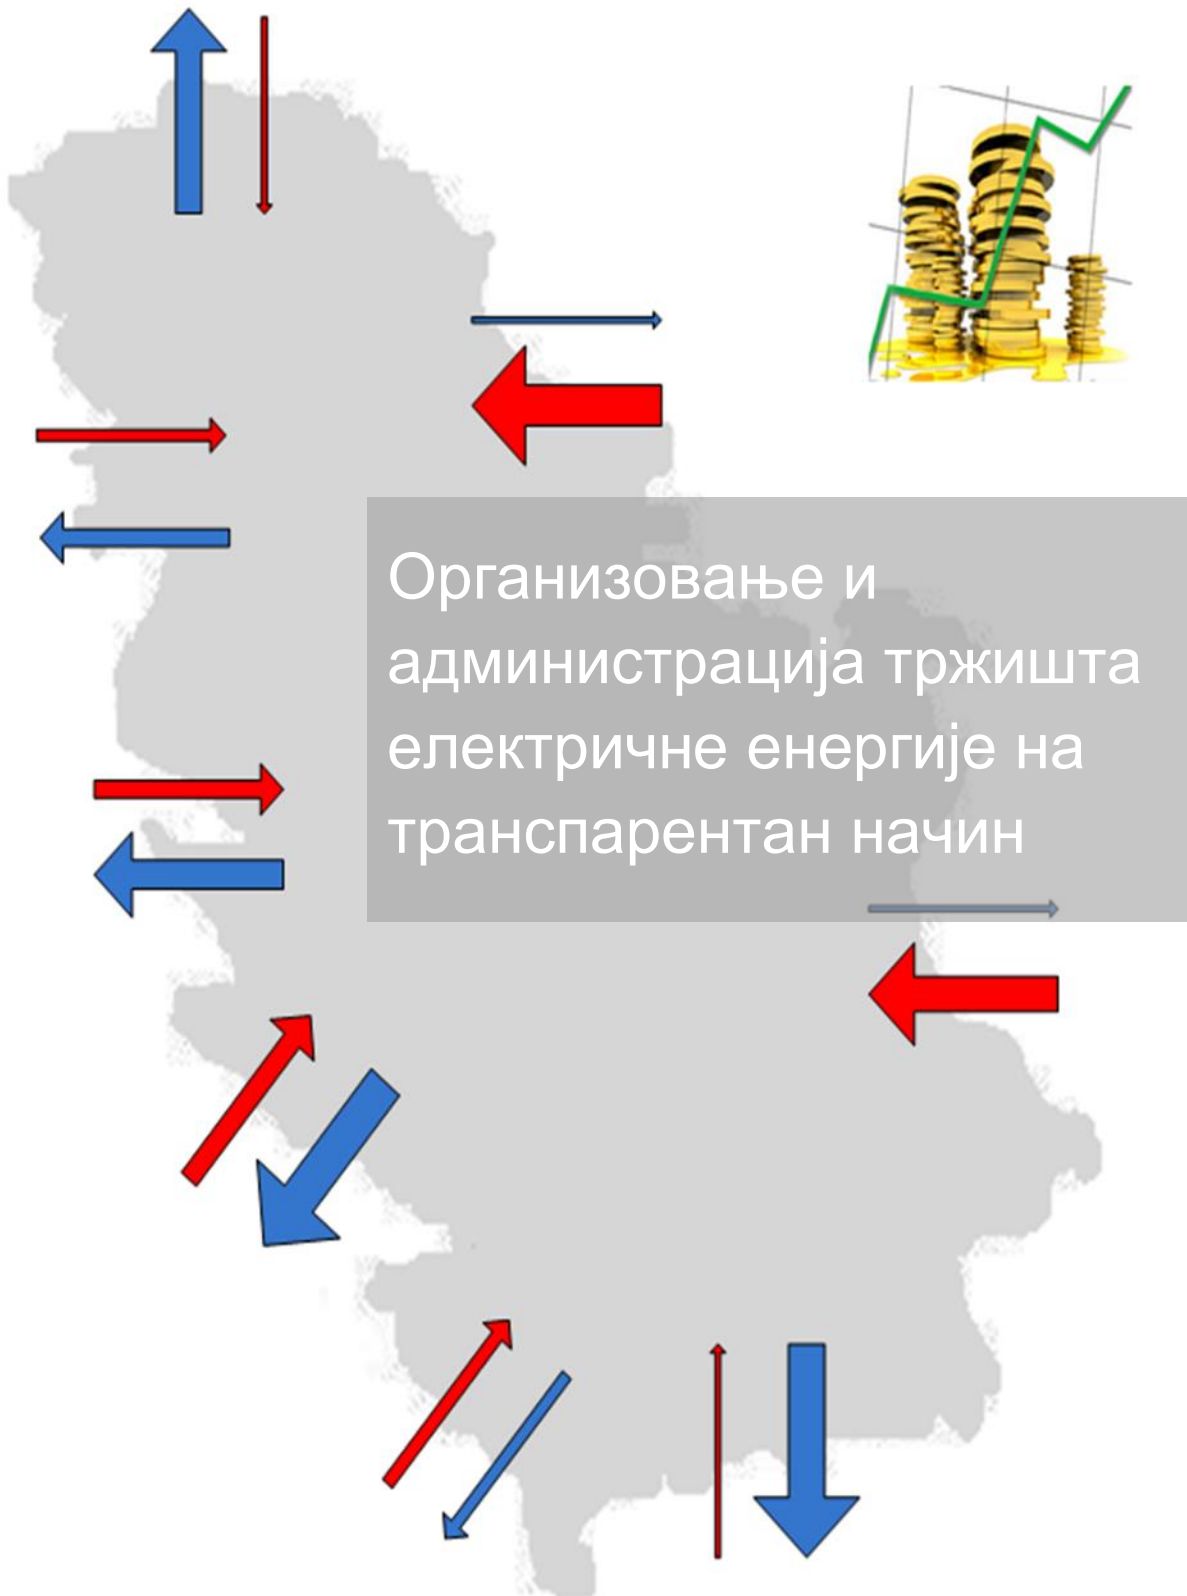 Организовање и
администрација тржишта
електричне енергије на
транспарентан начин